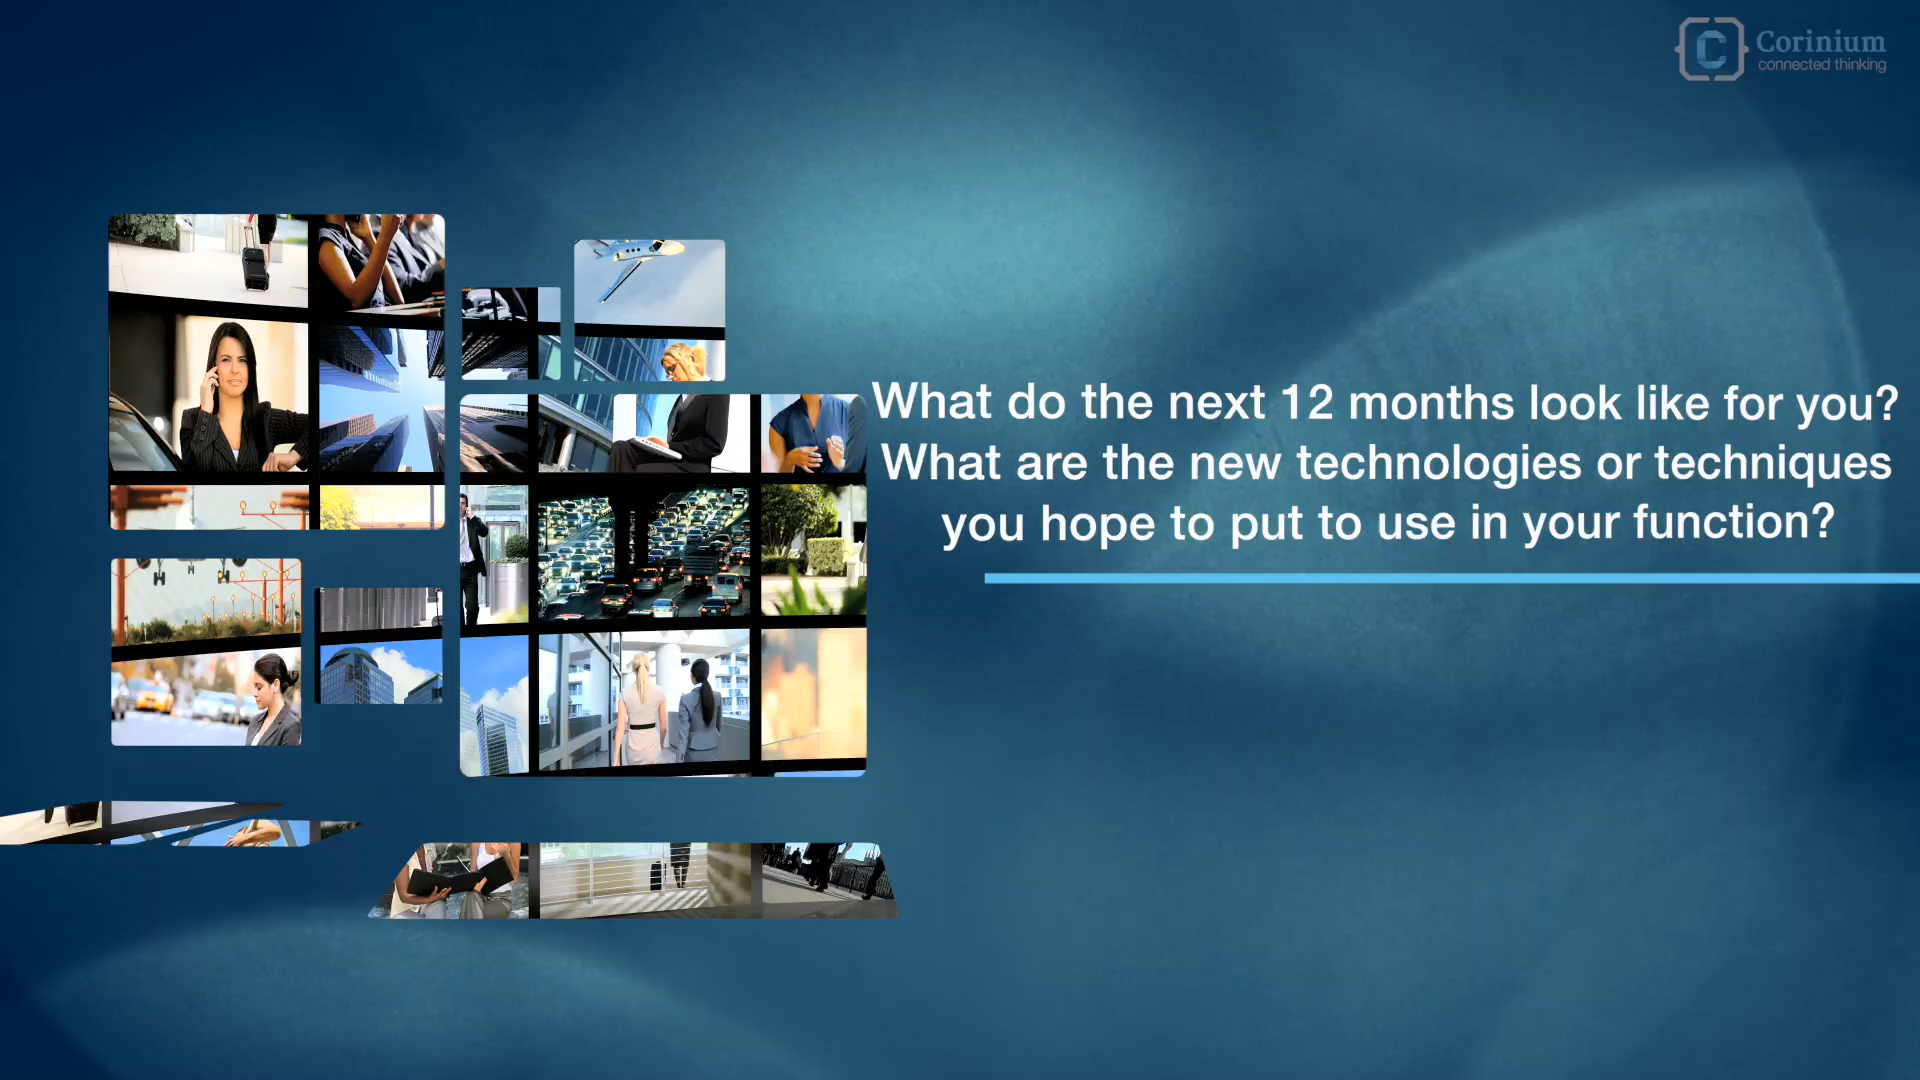 Corinium
connected thinking
What do the next 12 months look like for you?
What are the new technologies or techniques
you hope to put to use in your function?